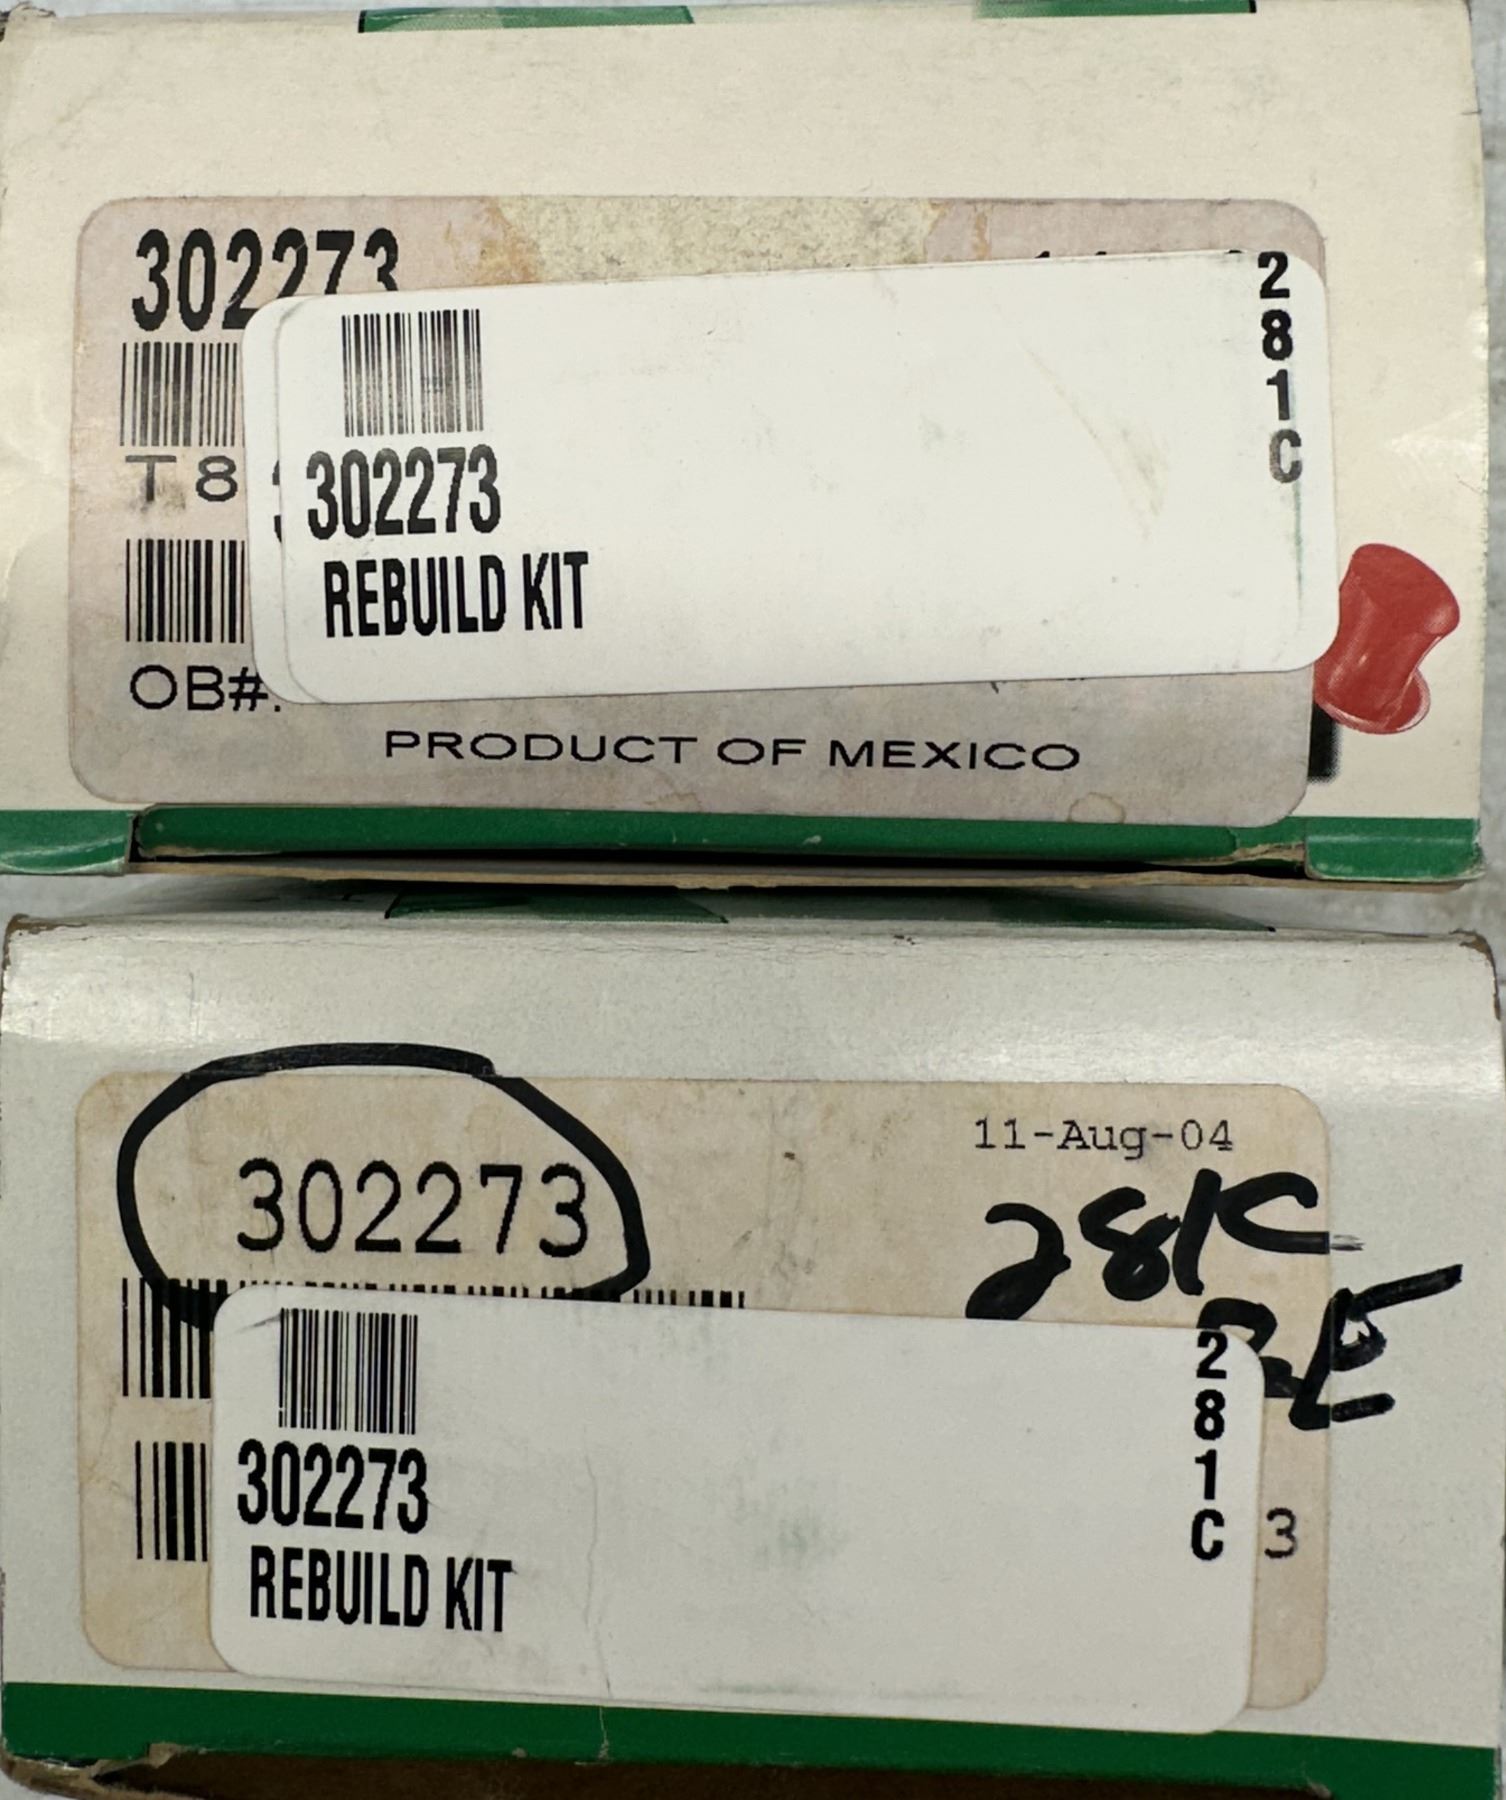 302273
T 8
302273
REBUILD KIT
2
8
1
C
OB#.
PRODUCT OF MEXICO
302273
11-Aug-04
281C
302273
REBUILD KIT
2
8
1
C
3